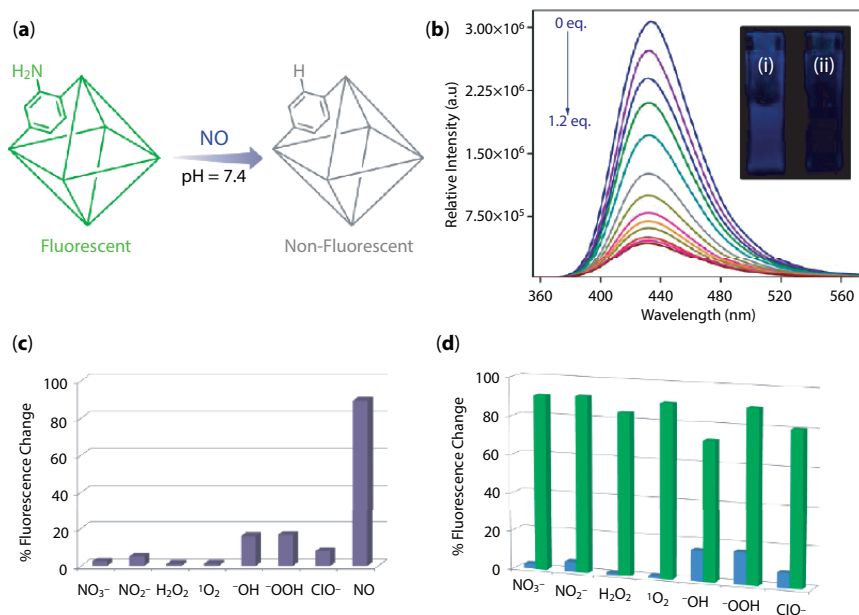 (a)
H₂N
H
NO
pH = 7.4
Fluorescent
Non-Fluorescent
(b)
3.00×10⁶
2.25×10⁶
1.50×10⁶
7.50×10⁵
Relative Intensity (a.u)
0 eq.
1.2 eq.
(i)
(ii)
360 400 440 480 520 560
Wavelength (nm)
(c)
100
80
60
40
20
0
% Fluorescence Change
NO₃⁻ NO₂⁻ H₂O₂ ¹O₂ ⁻OH ⁻OOH ClO⁻ NO
(d)
100
80
60
40
20
0
% Fluorescence Change
NO₃⁻ NO₂⁻ H₂O₂ ¹O₂ ⁻OH ⁻OOH ClO⁻